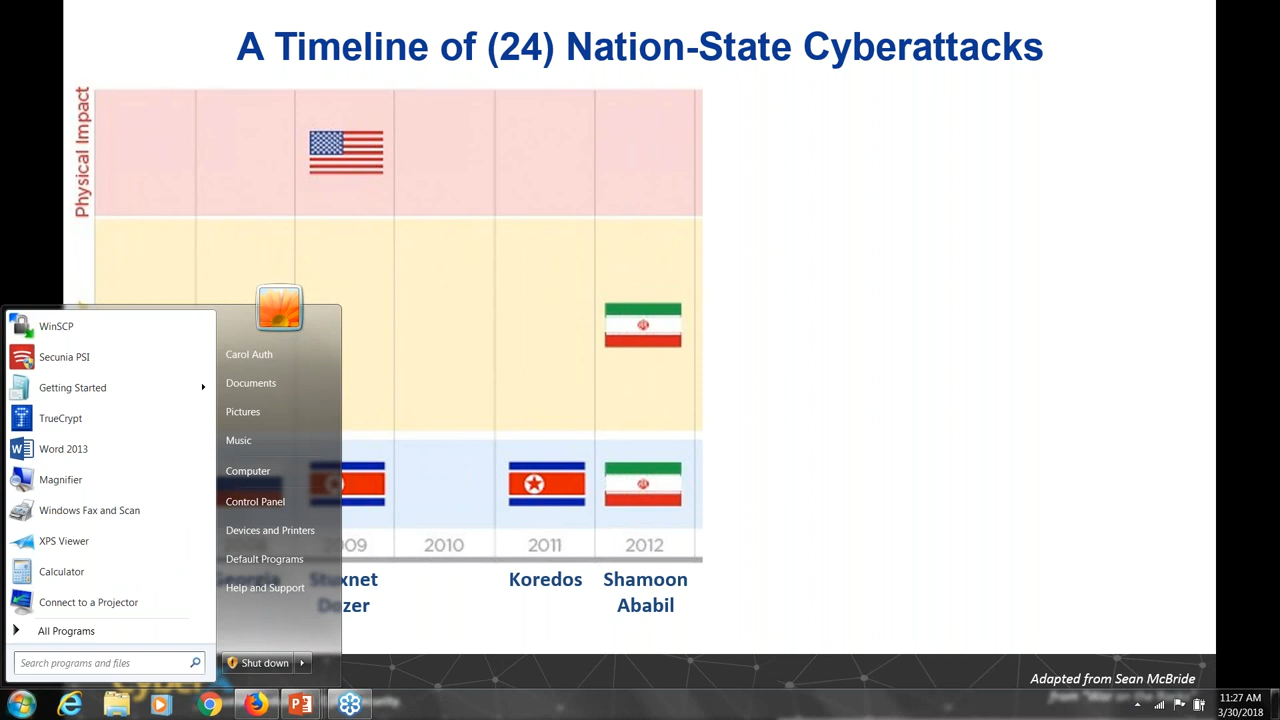 A Timeline of (24) Nation-State Cyberattacks
Physical Impact
WinSCP
Secunia PSI
Getting Started
TrueCrypt
Word 2013
Magnifier
Windows Fax and Scan
XPS Viewer
Calculator
Connect to a Projector
All Programs
Search programs and files
Carol Auth
Documents
Pictures
Music
Computer
Control Panel
Devices and Printers
Default Programs
Help and Support
Shut down
2010 2011 2012
Georgia Stuxnet Koredos Shamoon
Dozer Ababil
Adapted from Sean McBride
11:27 AM
3/30/2018